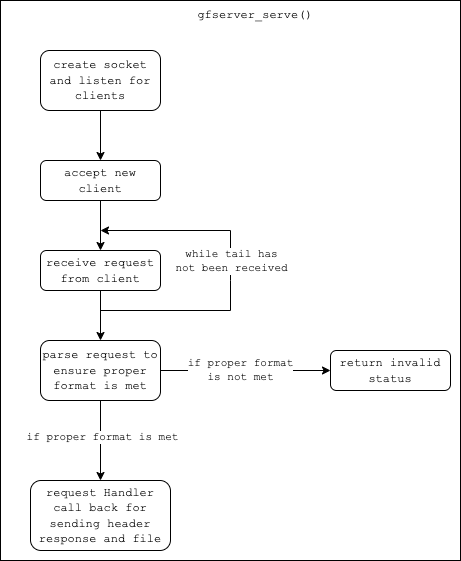 gfserver_serve()
create socket
and listen for
clients
accept new
client
receive request
from client
while tail has
not been received
parse request to
ensure proper
format is met
if proper format
is not met
return invalid
status
if proper format is met
request Handler
call back for
sending header
response and file